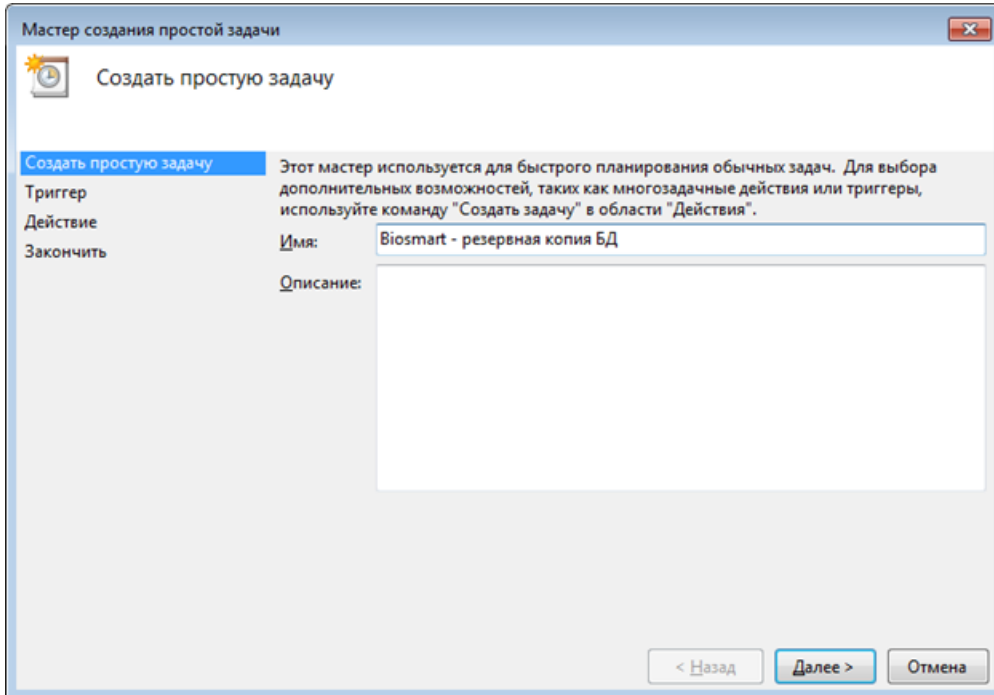 Мастер создания простой задачи
Создать простую задачу
Создать простую задачу
Триггер
Действие
Закончить
Этот мастер используется для быстрого планирования обычных задач. Для выбора
дополнительных возможностей, таких как многозадачные действия или триггеры,
используйте команду "Создать задачу" в области "Действия".
Имя: Biosmart - резервная копия БД
Описание:
< Назад Далее > Отмена